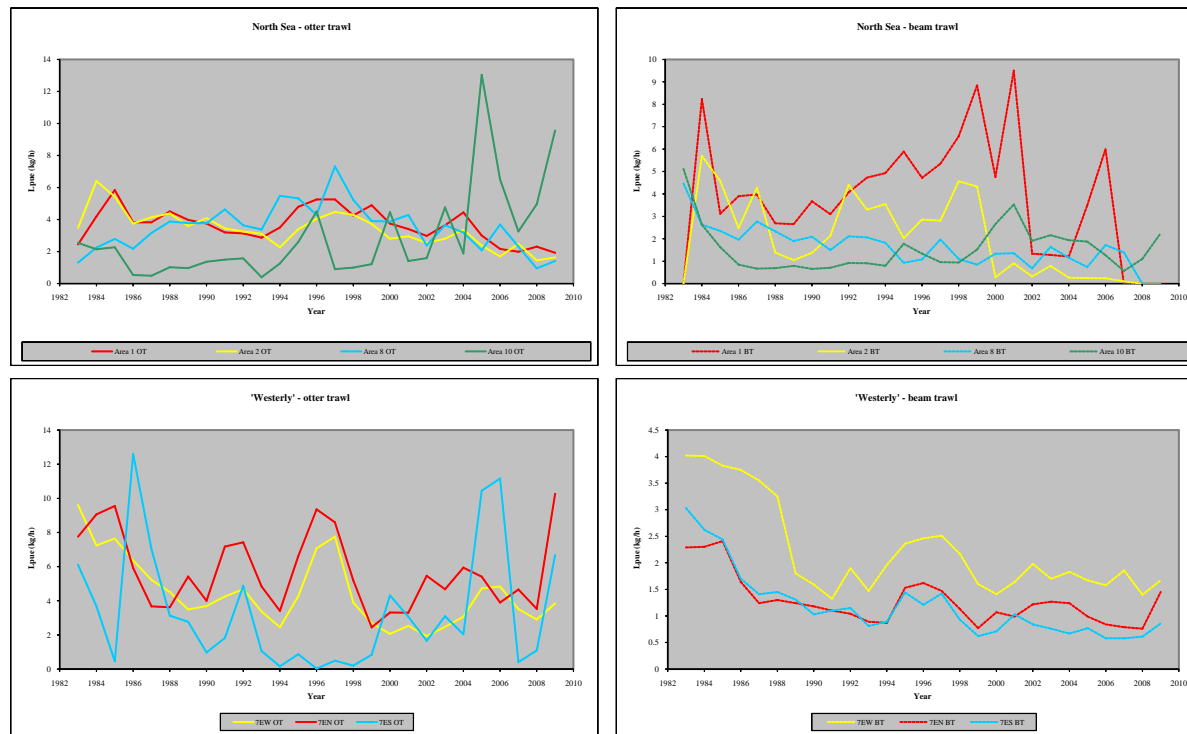 North Sea - otter trawl
14
12
10
8
6
4
2
0
Lpue (kg/h)
1982 1984 1986 1988 1990 1992 1994 1996 1998 2000 2002 2004 2006 2008 2010
Year
Area 1 OT Area 2 OT Area 8 OT Area 10 OT
North Sea - beam trawl
10
9
8
7
6
5
4
3
2
1
0
Lpue (kg/h)
1982 1984 1986 1988 1990 1992 1994 1996 1998 2000 2002 2004 2006 2008 2010
Year
Area 1 BT Area 2 BT Area 8 BT Area 10 BT
'Westerly' - otter trawl
14
12
10
8
6
4
2
0
Lpue (kg/h)
1982 1984 1986 1988 1990 1992 1994 1996 1998 2000 2002 2004 2006 2008 2010
Year
7EW OT 7EN OT 7ES OT
'Westerly' - beam trawl
4.5
4
3.5
3
2.5
2
1.5
1
0.5
0
Lpue (kg/h)
1982 1984 1986 1988 1990 1992 1994 1996 1998 2000 2002 2004 2006 2008 2010
Year
7EW BT 7EN BT 7ES BT